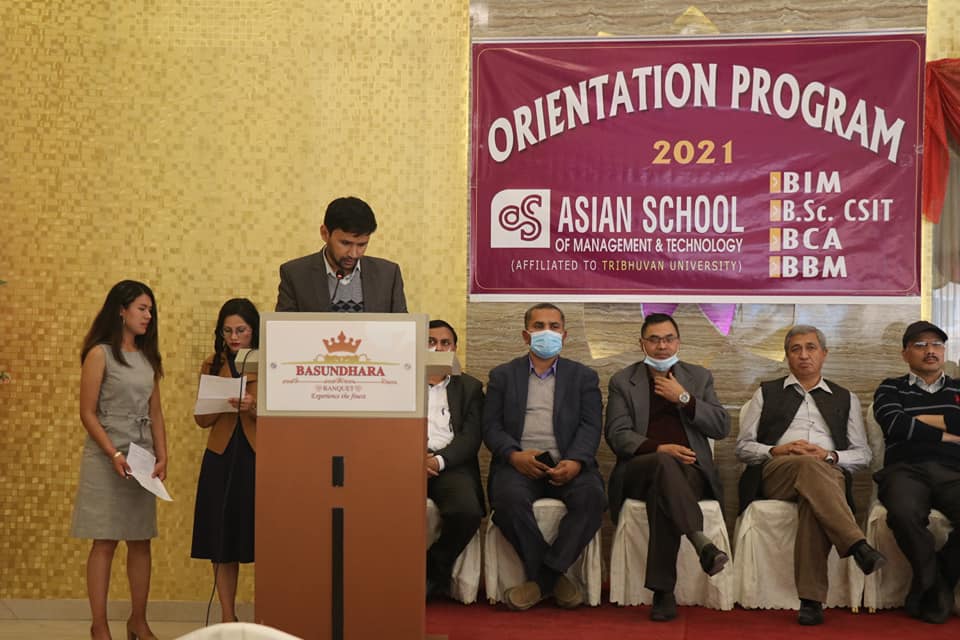 ORIENTATION PROGRAM
2021
ASIAN SCHOOL
OF MANAGEMENT & TECHNOLOGY
(AFFILIATED TO TRIBHUVAN UNIVERSITY)
BIM
B.Sc. CSIT
BCA
BBM
BASUNDHARA
BANQUET
Experience the finest